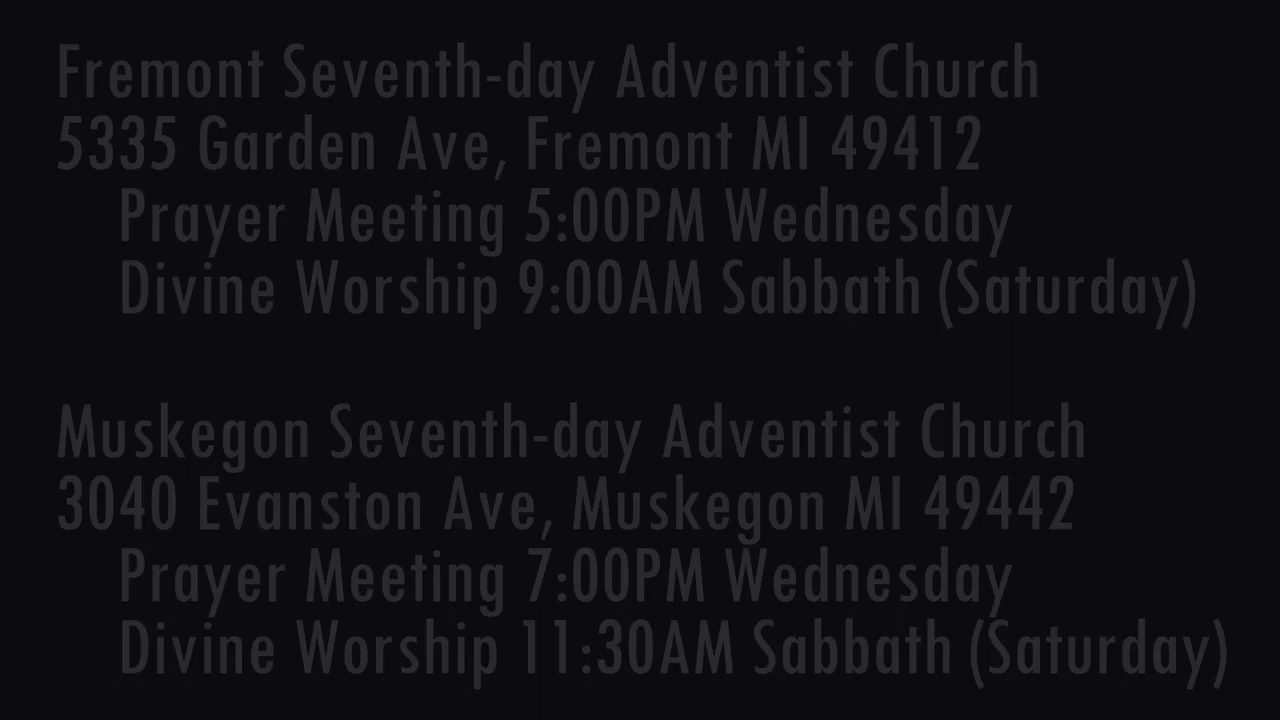 Fremont Seventh-day Adventist Church
5335 Garden Ave, Fremont MI 49412
Prayer Meeting 5:00PM Wednesday
Divine Worship 9:00AM Sabbath (Saturday)
Muskegon Seventh-day Adventist Church
3040 Evanston Ave, Muskegon MI 49442
Prayer Meeting 7:00PM Wednesday
Divine Worship 11:30AM Sabbath (Saturday)